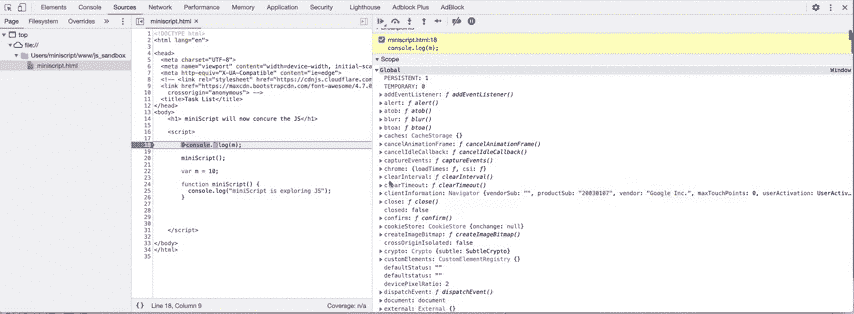 Elements Console Sources Network Performance Memory Application Security Lighthouse Adblock Plus AdBlock
Page Filesystem Overrides »
top
file://
Users/miniscript/www/js_sandbox
miniscript.html
miniscript.html ×
1 <!DOCTYPE html>
2 <html lang="en">
3
4 <head>
5 <meta charset="UTF-8">
6 <meta name="viewport" content="width=device-width, initial-sca
7 <meta http-equiv="X-UA-Compatible" content="ie=edge">
8 <!-- <link rel="stylesheet" href="https://cdnjs.cloudflare.com
9 <link href="https://maxcdn.bootstrapcdn.com/font-awesome/4.7.0
10 crossorigin="anonymous"> -->
11 <title>Task List</title>
12 </head>
13 <body>
14 <h1> miniScript will now concure the JS</h1>
15
16 <script>
17
18 console.log(m);
19
20 miniScript();
21
22 var m = 10;
23
24 function miniScript() {
25 console.log("miniScript is exploring JS");
26 }
27
28
29
30
31 </script>
32
33 </body>
34 </html>
35
{} Line 18, Column 9 Coverage: n/a
miniscript.html:18
console.log(m);
Scope
Global Window
PERSISTENT: 1
TEMPORARY: 0
addEventListener: ƒ addEventListener()
alert: ƒ alert()
atob: ƒ atob()
blur: ƒ blur()
btoa: ƒ btoa()
caches: CacheStorage {}
cancelAnimationFrame: ƒ cancelAnimationFrame()
cancelIdleCallback: ƒ cancelIdleCallback()
captureEvents: ƒ captureEvents()
chrome: {loadTimes: ƒ, csi: ƒ}
clearInterval: ƒ clearInterval()
clearTimeout: ƒ clearTimeout()
clientInformation: Navigator {vendorSub: "", productSub: "20030107", vendor: "Google Inc.", maxTouchPoints: 0, userActivation: UserActiv…
close: ƒ close()
closed: false
confirm: ƒ confirm()
cookieStore: CookieStore {onchange: null}
createImageBitmap: ƒ createImageBitmap()
crossOriginIsolated: false
crypto: Crypto {subtle: SubtleCrypto}
customElements: CustomElementRegistry {}
defaultStatus: ""
defaultstatus: ""
devicePixelRatio: 2
dispatchEvent: ƒ dispatchEvent()
document: document
external: External {}